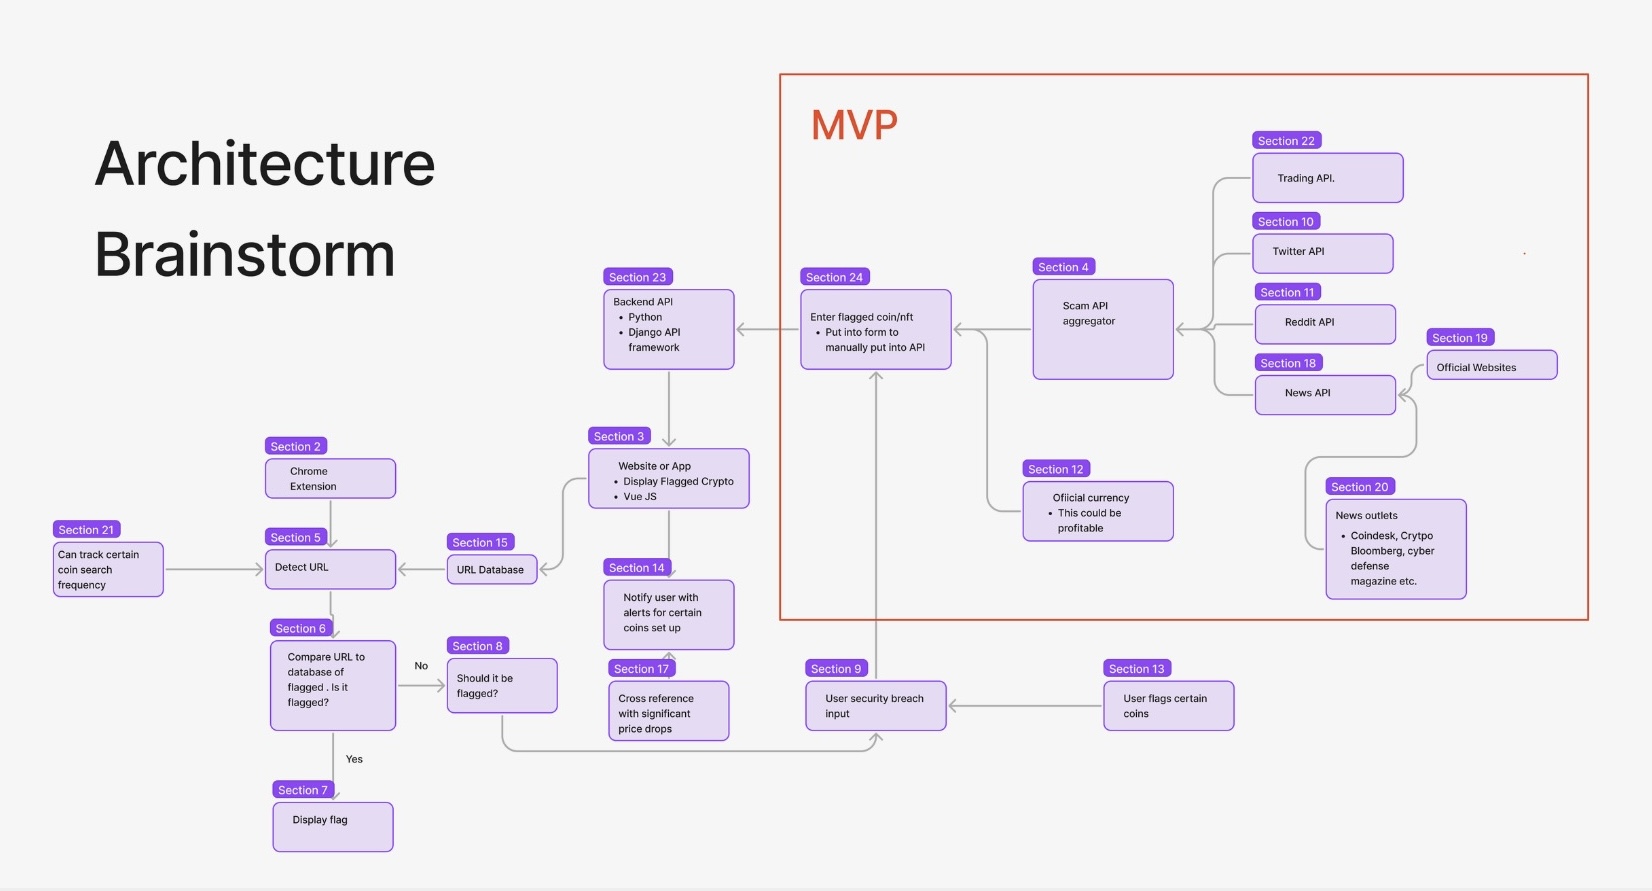 Architecture
Brainstorm
MVP
Section 22
Trading API.
Section 10
Twitter API
Section 11
Reddit API
Section 18
News API
Section 19
Official Websites
Section 20
News outlets
• Coindesk, Crytpo
Bloomberg, cyber
defense
magazine etc.
Section 4
Scam API
aggregator
Section 12
Ofiicial currency
• This could be
profitable
Section 24
Enter flagged coin/nft
• Put into form to
manually put into API
Section 23
Backend API
• Python
• Django API
framework
Section 3
Website or App
• Display Flagged Crypto
• Vue JS
Section 14
Notify user with
alerts for certain
coins set up
Section 17
Cross reference
with significant
price drops
Section 15
URL Database
Section 2
Chrome
Extension
Section 21
Can track certain
coin search
frequency
Section 5
Detect URL
Section 6
Compare URL to
database of
flagged . Is it
flagged?
No
Section 8
Should it be
flagged?
Yes
Section 7
Display flag
Section 9
User security breach
input
Section 13
User flags certain
coins